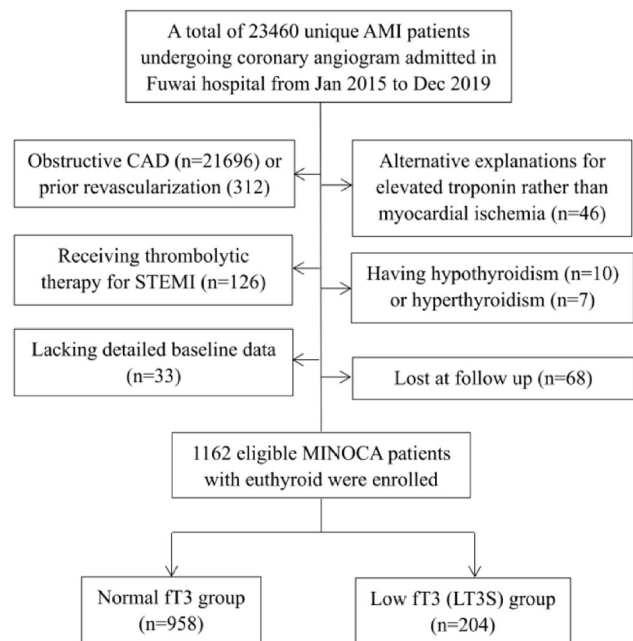 A total of 23460 unique AMI patients
undergoing coronary angiogram admitted in
Fuwai hospital from Jan 2015 to Dec 2019
Obstructive CAD (n=21696) or
prior revascularization (312)
Alternative explanations for
elevated troponin rather than
myocardial ischemia (n=46)
Receiving thrombolytic
therapy for STEMI (n=126)
Having hypothyroidism (n=10)
or hyperthyroidism (n=7)
Lacking detailed baseline data
(n=33)
Lost at follow up (n=68)
1162 eligible MINOCA patients
with euthyroid were enrolled
Normal fT3 group
(n=958)
Low fT3 (LT3S) group
(n=204)